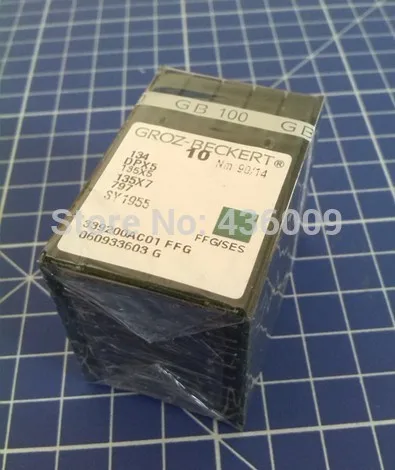 GB 100 GB
GROZ-BECKERT®
10 Nm 90/14
134
DPX5
135X5
135X7
797
SY1955
FFG/SES
339200AC01 FFG
060933603 G
Store No: 436009